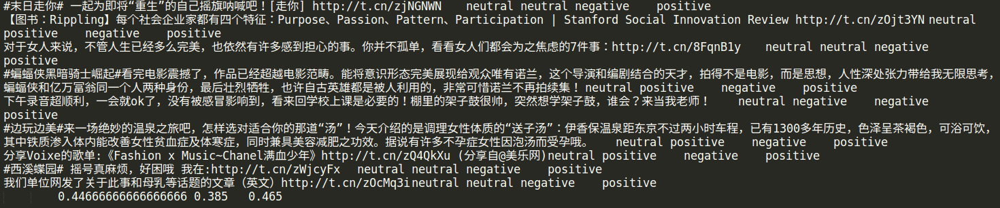 #末日走你# 一起为即将“重生”的自己摇旗呐喊吧！[走你] http://t.cn/zjNGNWN neutral neutral negative positive
【图书：Rippling】每个社会企业家都有四个特征：Purpose、Passion、Pattern、Participation | Stanford Social Innovation Review http://t.cn/zOjt3YN neutral
positive negative positive
对于女人来说，不管人生已经多么完美，也依然有许多感到担心的事。你并不孤单，看看女人们都会为之焦虑的7件事：http://t.cn/8FqnB1y neutral neutral negative
positive
#蝙蝠侠黑暗骑士崛起#看完电影震撼了，作品已经超越电影范畴。能将意识形态完美展现给观众唯有诺兰，这个导演和编剧结合的天才，拍得不是电影，而是思想，人性深处张力带给我无限思考，
蝙蝠侠和亿万富翁同一个人两种身份，最后壮烈牺牲，也许自古英雄都是被人利用的，非常可惜诺兰不再拍续集！ neutral positive negative positive
下午录音超顺利，一会就ok了，没有被感冒影响到，看来回学校上课是必要的！棚里的架子鼓很帅，突然想学架子鼓，谁会？来当我老师！ neutral negative negative
positive
#边玩边美#来一场绝妙的温泉之旅吧，怎样选对适合你的那道“汤”！今天介绍的是调理女性体质的“送子汤”：伊香保温泉距东京不过两小时车程，已有1300多年历史，色泽呈茶褐色，可浴可饮，
其中铁质渗入体内能改善女性贫血症及体寒症，同时兼具美容减肥之功效。据说有许多不孕症女性因泡汤而受孕哦。 neutral positive negative positive
分享Voixe的歌单:《Fashion x Music~Chanel满血少年》http://t.cn/zQ4QkXu (分享自@美乐网)neutral positive negative positive
#西溪蝶园# 摇号真麻烦，好困哦 我在:http://t.cn/zWjcyFx neutral neutral negative positive
我们单位网发了关于此事和母乳等话题的文章（英文）http://t.cn/zOcMq3ineutral neutral negative positive
0.44666666666666666 0.385 0.465